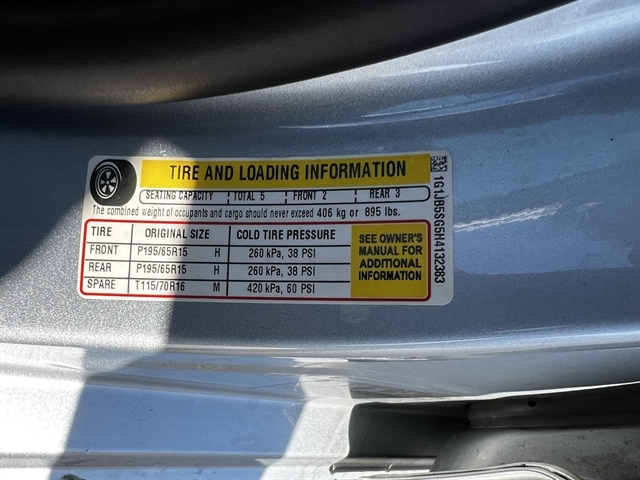 TIRE AND LOADING INFORMATION
SEATING CAPACITY TOTAL 5 FRONT 2 REAR 3
The combined weight of occupants and cargo should never exceed 406 kg or 895 lbs.
TIRE ORIGINAL SIZE COLD TIRE PRESSURE
FRONT P195/65R15 H 260 kPa, 38 PSI
REAR P195/65R15 H 260 kPa, 38 PSI
SPARE T115/70R16 M 420 kPa, 60 PSI
SEE OWNER'S
MANUAL FOR
ADDITIONAL
INFORMATION
1G1JB5SG5H4132383